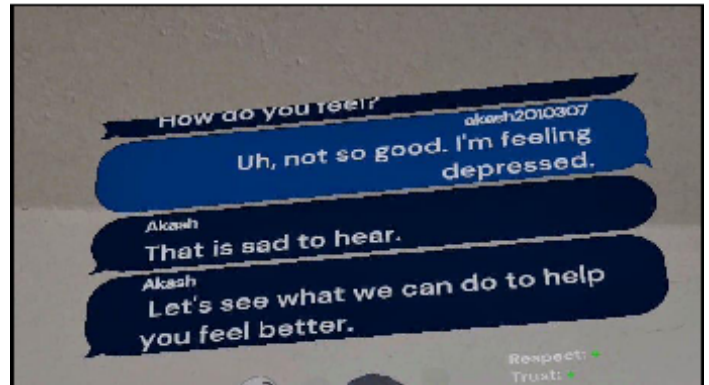 How do you feel?
akash2010307
Uh, not so good. I'm feeling
depressed.
Akash
That is sad to hear.
Akash
Let's see what we can do to help
you feel better.
Respect: +
Trust: +